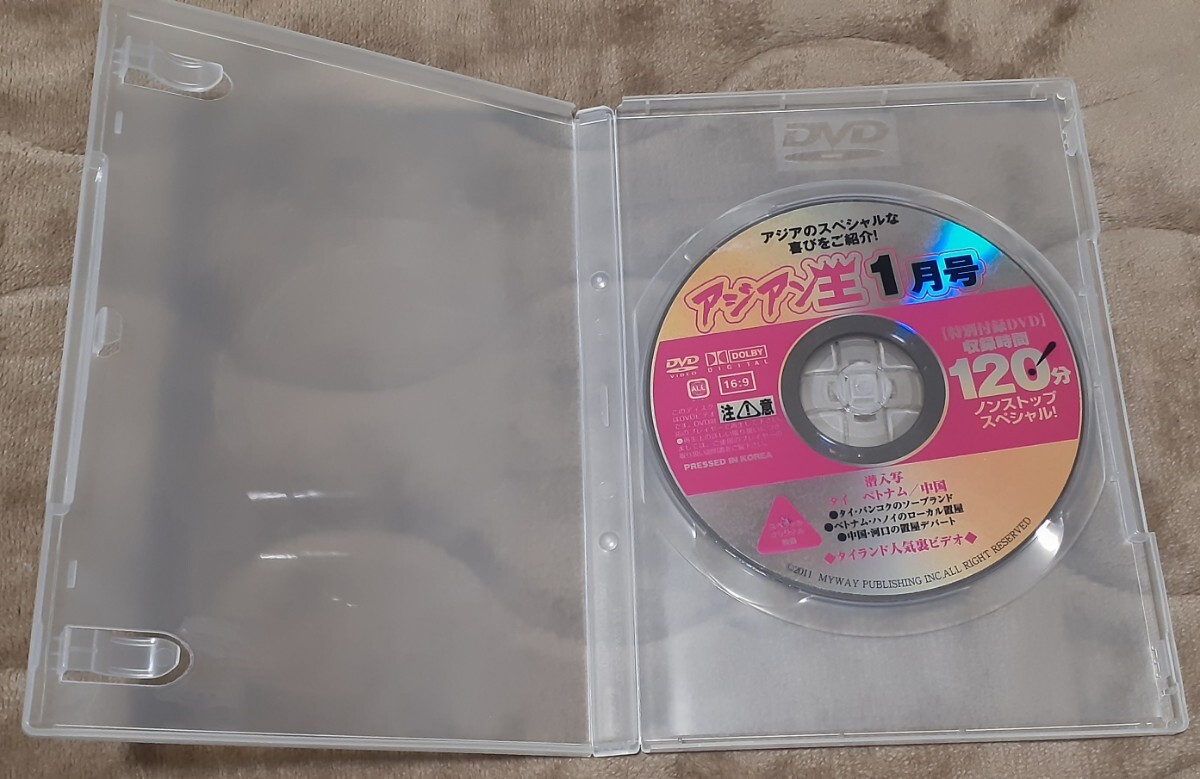 DVD
アジアのスペシャルな
喜びをご紹介!
アジアン王 1月号
[特別付録DVD]
収録時間
120分
ノンストップ
スペシャル!
DVD
VIDEO
DOLBY
DIGITAL
ALL
16:9
注意
このディスク
PRESSED IN KOREA
潜入写
タイ ベトナム/中国
●タイ・バンコクのソープランド
●ベトナム・ハノイのローカル置屋
●中国・河口の置屋デパート
◆タイランド人気裏ビデオ◆
©2011 MYWAY PUBLISHING INC.ALL RIGHT RESERVED